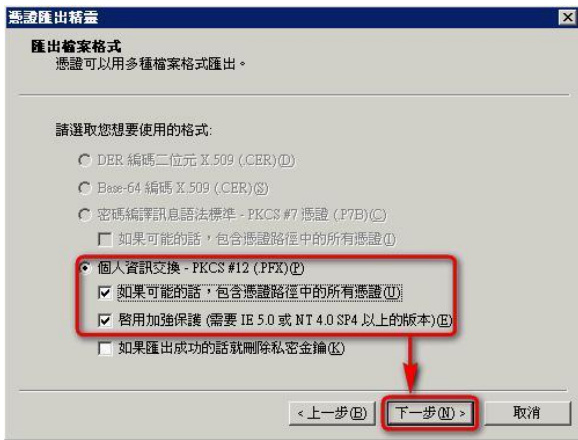 憑證匯出精靈
匯出檔案格式
憑證可以用多種檔案格式匯出。
請選取您想要使用的格式:
DER 編碼二位元 X.509 (.CER)(D)
Base-64 編碼 X.509 (.CER)(S)
密碼編譯訊息語法標準 - PKCS #7 憑證 (.P7B)(C)
如果可能的話，包含憑證路徑中的所有憑證(I)
個人資訊交換 - PKCS #12 (.PFX)(P)
如果可能的話，包含憑證路徑中的所有憑證(U)
啓用加強保護 (需要 IE 5.0 或 NT 4.0 SP4 以上的版本)(E)
如果匯出成功的話就刪除私密金鑰(K)
<上一步(B) 下一步(N)> 取消